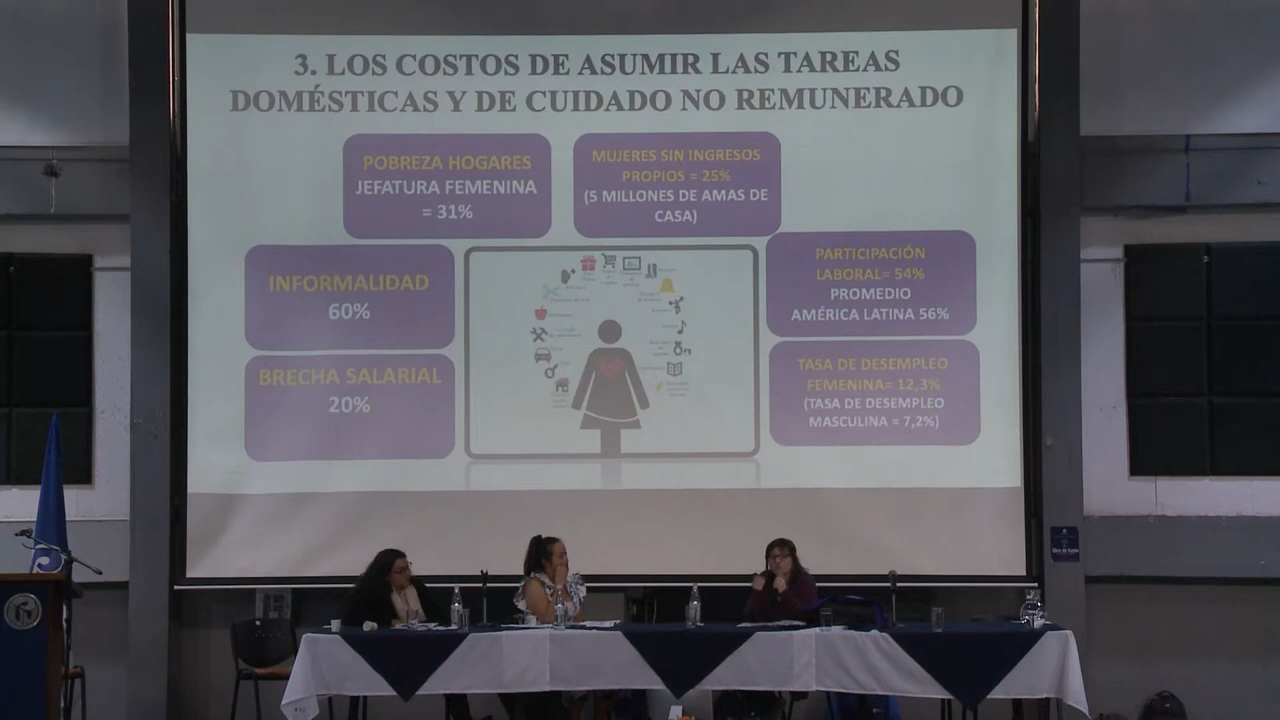 3. LOS COSTOS DE ASUMIR LAS TAREAS
DOMÉSTICAS Y DE CUIDADO NO REMUNERADO
POBREZA HOGARES
JEFATURA FEMENINA
= 31%
MUJERES SIN INGRESOS
PROPIOS = 25%
(5 MILLONES DE AMAS DE
CASA)
INFORMALIDAD
60%
BRECHA SALARIAL
20%
PARTICIPACIÓN
LABORAL= 54%
PROMEDIO
AMÉRICA LATINA 56%
TASA DE DESEMPLEO
FEMENINA= 12,3%
(TASA DE DESEMPLEO
MASCULINA = 7,2%)